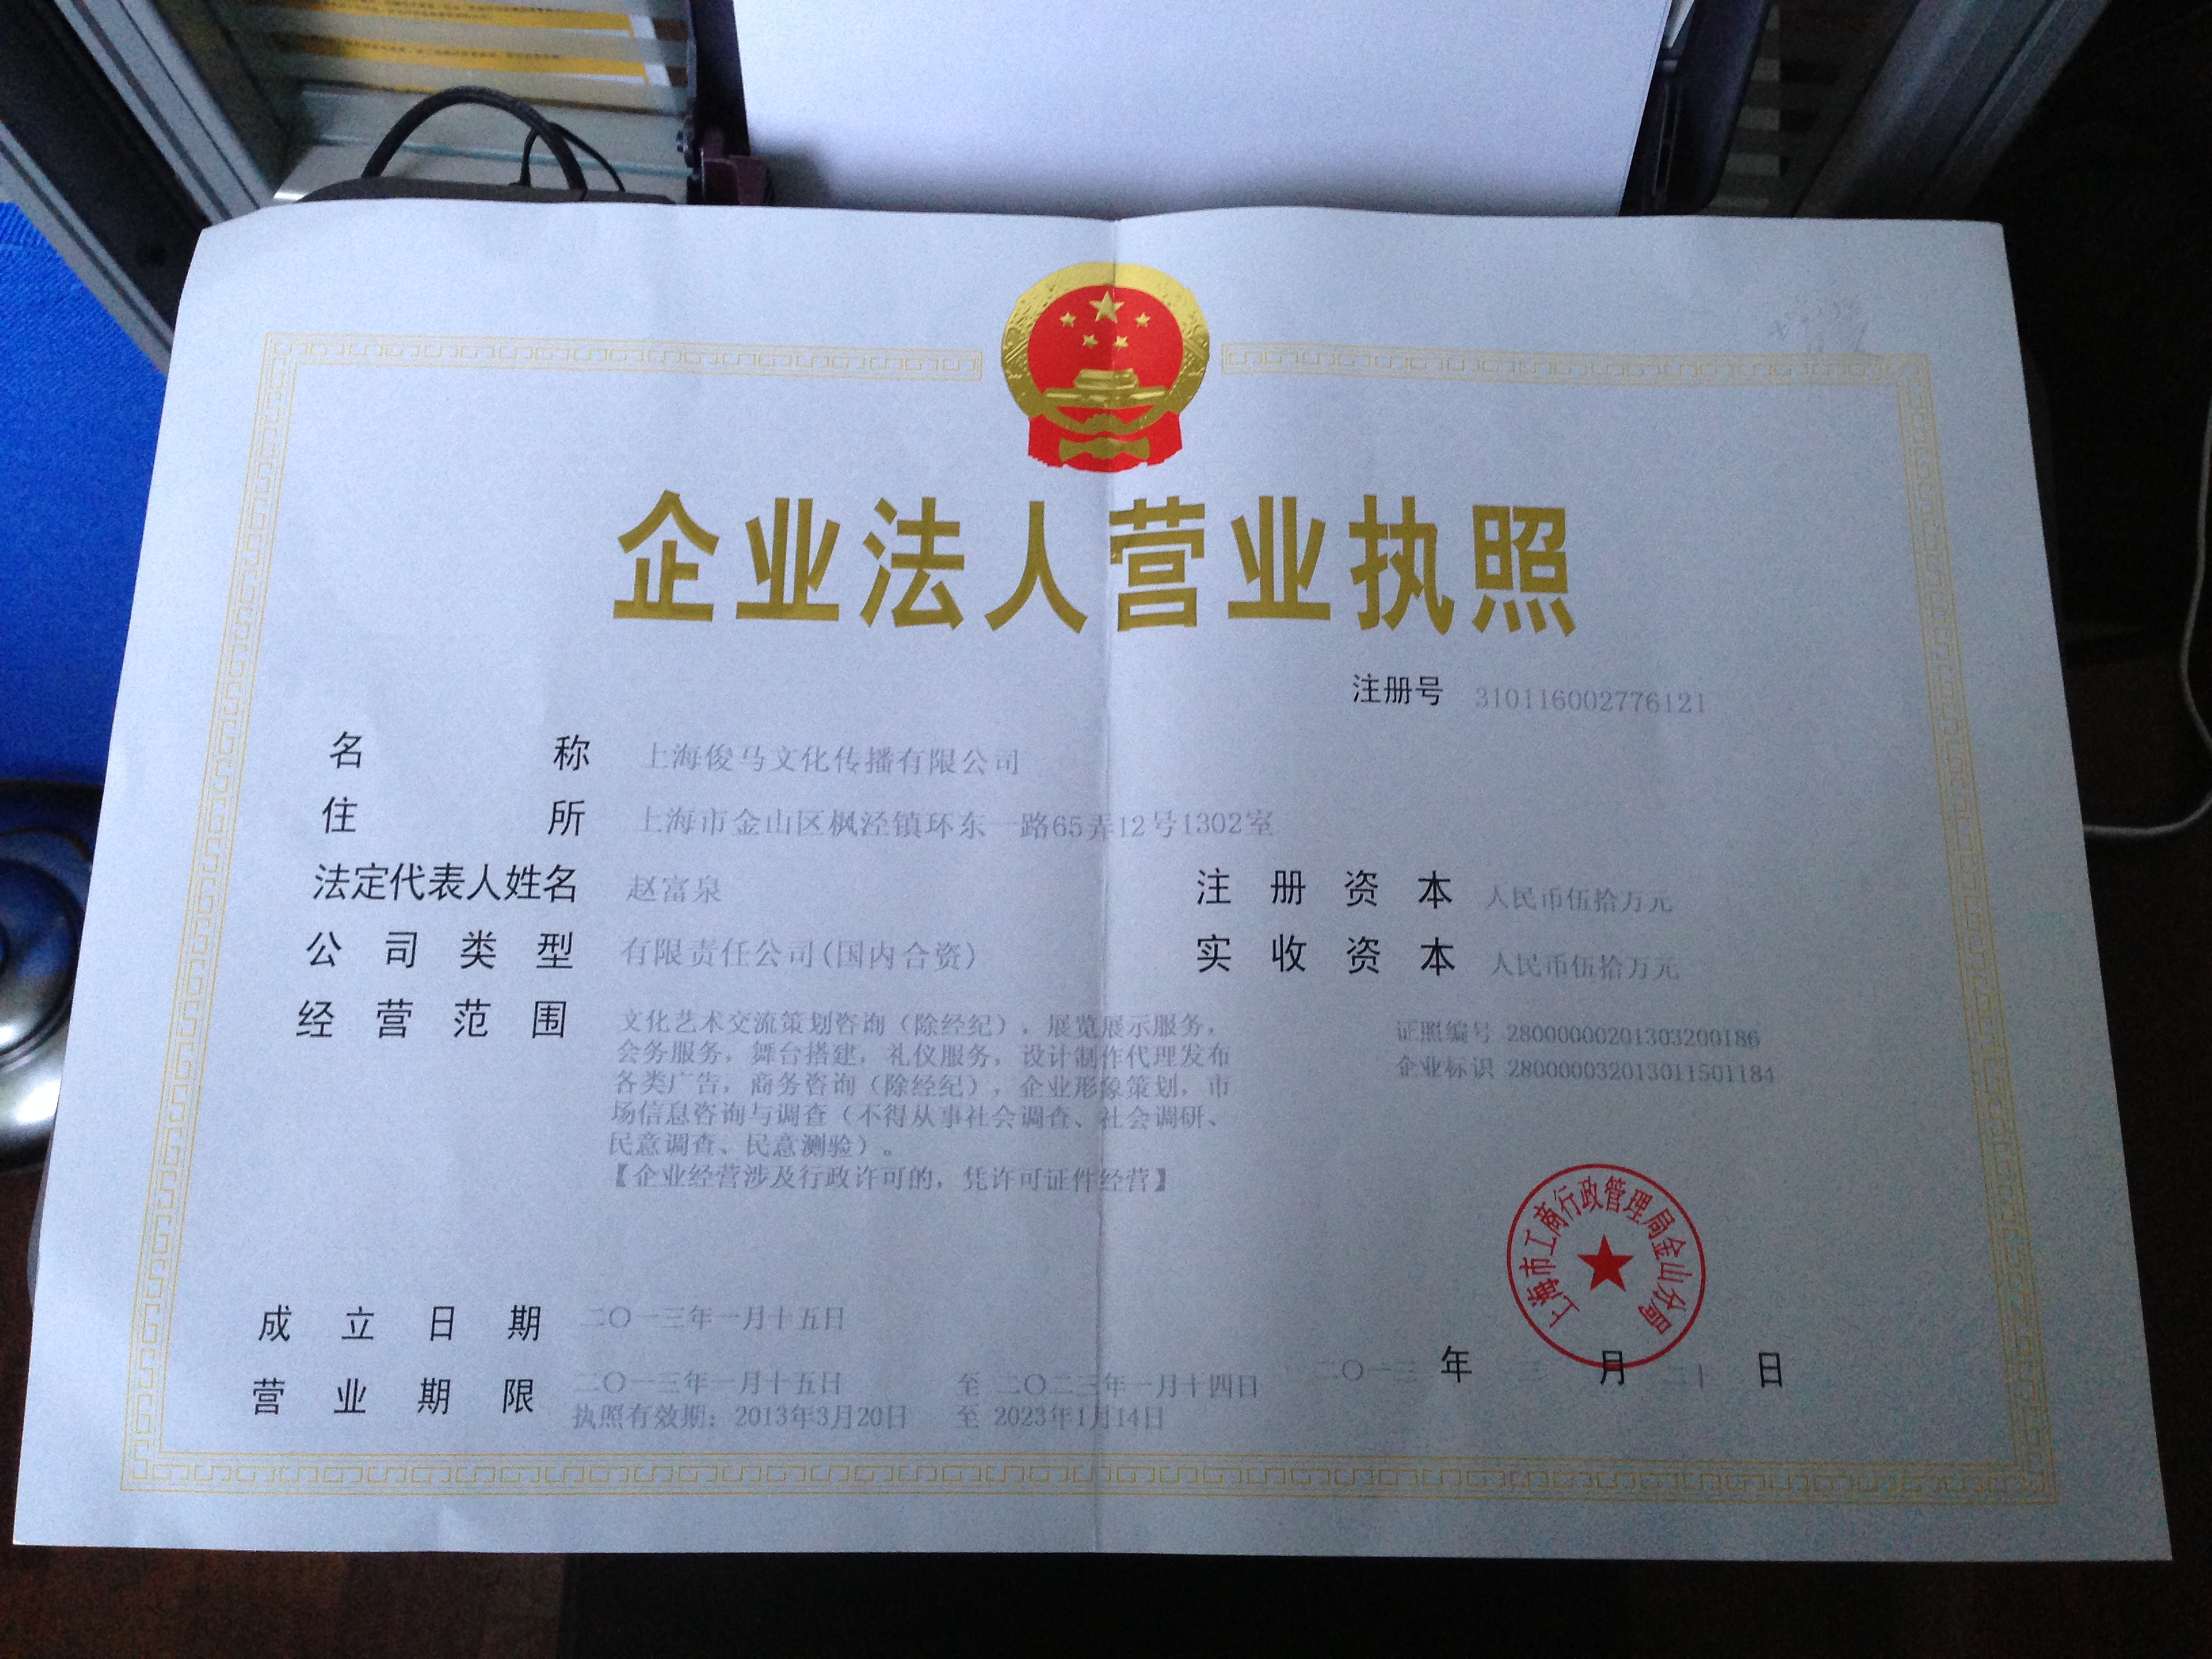 企业法人营业执照
注册号 310116002776121
名称 上海俊马文化传播有限公司
住所 上海市金山区枫泾镇环东一路65弄12号1302室
法定代表人姓名 赵富泉
注册资本 人民币伍拾万元
公司类型 有限责任公司(国内合资)
实收资本 人民币伍拾万元
经营范围 文化艺术交流策划咨询（除经纪），展览展示服务，
会务服务，舞台搭建，礼仪服务，设计制作代理发布
各类广告，商务咨询（除经纪），企业形象策划，市
场信息咨询与调查（不得从事社会调查、社会调研、
民意调查、民意测验）。
【企业经营涉及行政许可的，凭许可证件经营】
证照编号 28000000201303200186
企业标识 28000003201301150118​4
上海市工商行政管理局金山分局
成立日期 二〇一三年一月十五日
营业期限 二〇一三年一月十五日 至 二〇二三年一月十四日
执照有效期：2013年3月20日 至 2023年1月14日
二〇一三 年 三 月 二十 日